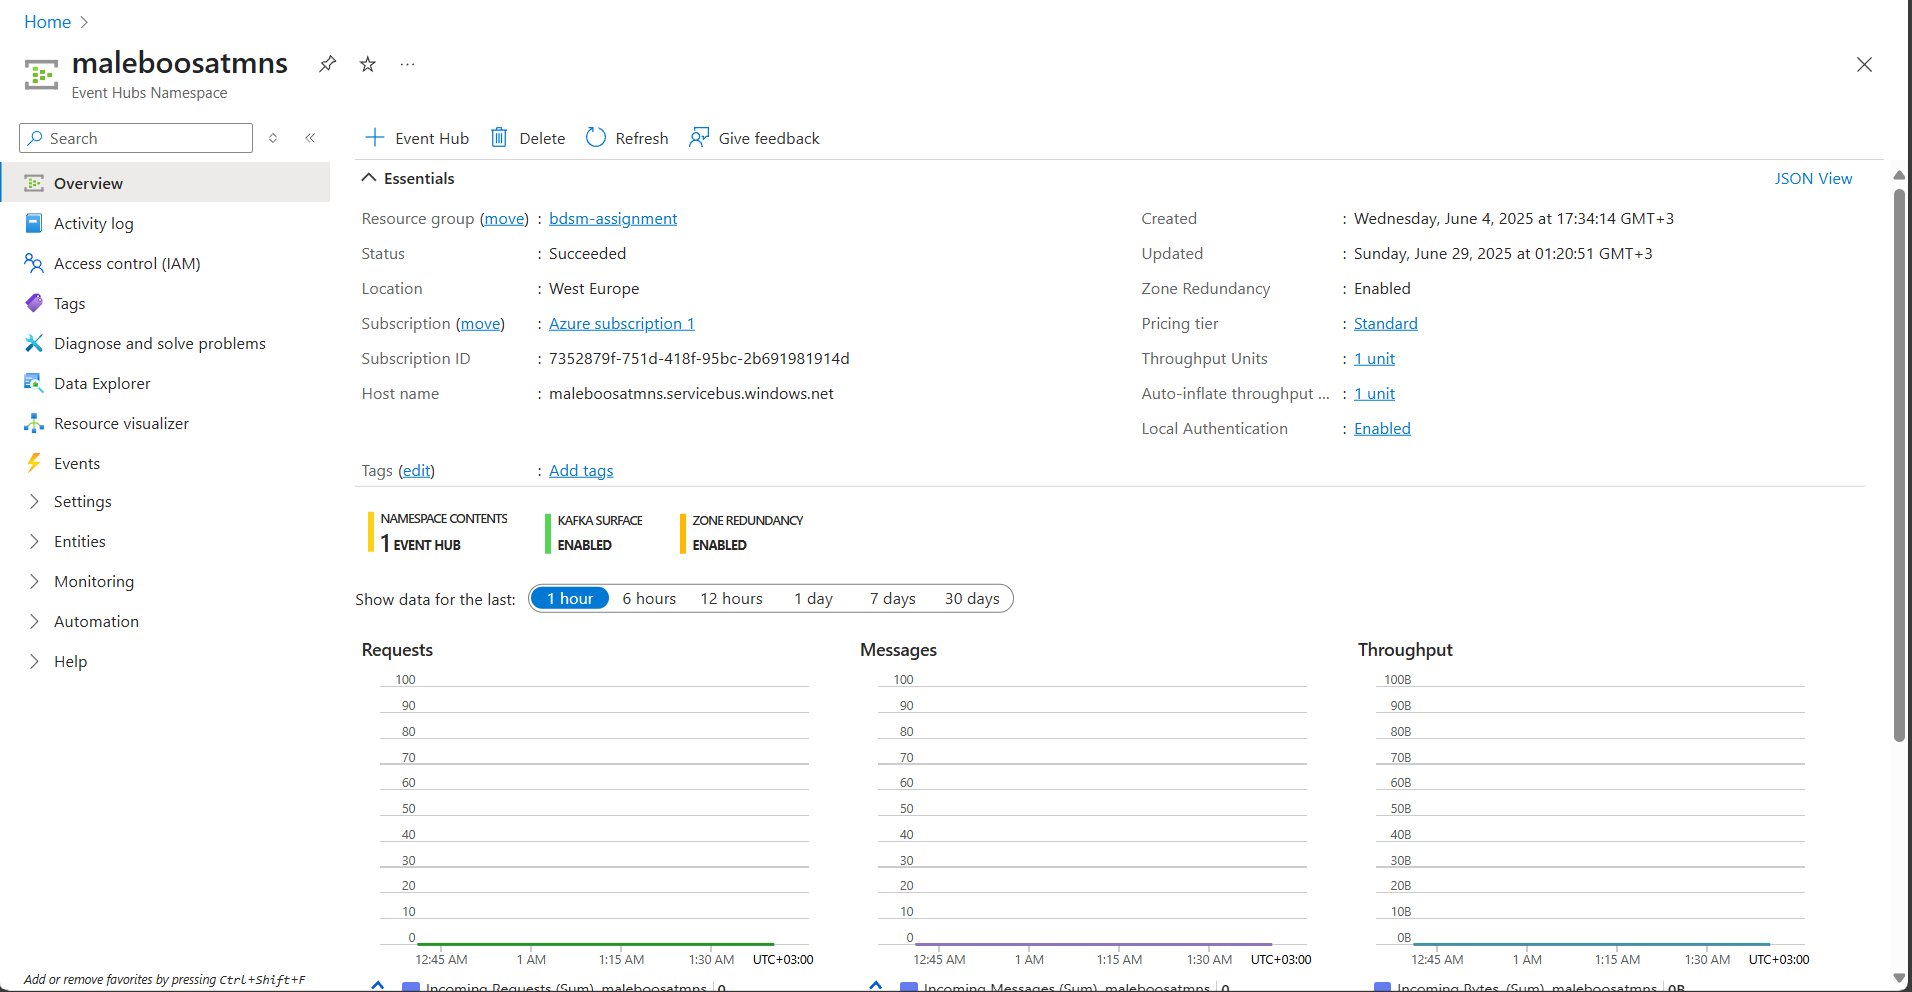 Home
maleboosatmns
Event Hubs Namespace
Search
Overview
Activity log
Access control (IAM)
Tags
Diagnose and solve problems
Data Explorer
Resource visualizer
Events
Settings
Entities
Monitoring
Automation
Help
Add or remove favorites by pressing Ctrl+Shift+F
Event Hub Delete Refresh Give feedback
Essentials JSON View
Resource group (move) : bdsm-assignment
Status : Succeeded
Location : West Europe
Subscription (move) : Azure subscription 1
Subscription ID : 7352879f-751d-418f-95bc-2b691981914d
Host name : maleboosatmns.servicebus.windows.net
Created : Wednesday, June 4, 2025 at 17:34:14 GMT+3
Updated : Sunday, June 29, 2025 at 01:20:51 GMT+3
Zone Redundancy : Enabled
Pricing tier : Standard
Throughput Units : 1 unit
Auto-inflate throughput ... : 1 unit
Local Authentication : Enabled
Tags (edit) : Add tags
NAMESPACE CONTENTS
1 EVENT HUB
KAFKA SURFACE
ENABLED
ZONE REDUNDANCY
ENABLED
Show data for the last: 1 hour 6 hours 12 hours 1 day 7 days 30 days
Requests
100
90
80
70
60
50
40
30
20
10
0
12:45 AM 1 AM 1:15 AM 1:30 AM UTC+03:00
Incoming Requests (Sum), maleboosatmns 0
Messages
100
90
80
70
60
50
40
30
20
10
0
12:45 AM 1 AM 1:15 AM 1:30 AM UTC+03:00
Incoming Messages (Sum), maleboosatmns 0
Throughput
100B
90B
80B
70B
60B
50B
40B
30B
20B
10B
0B
12:45 AM 1 AM 1:15 AM 1:30 AM UTC+03:00
Incoming Bytes. (Sum), maleboosatmns 0B